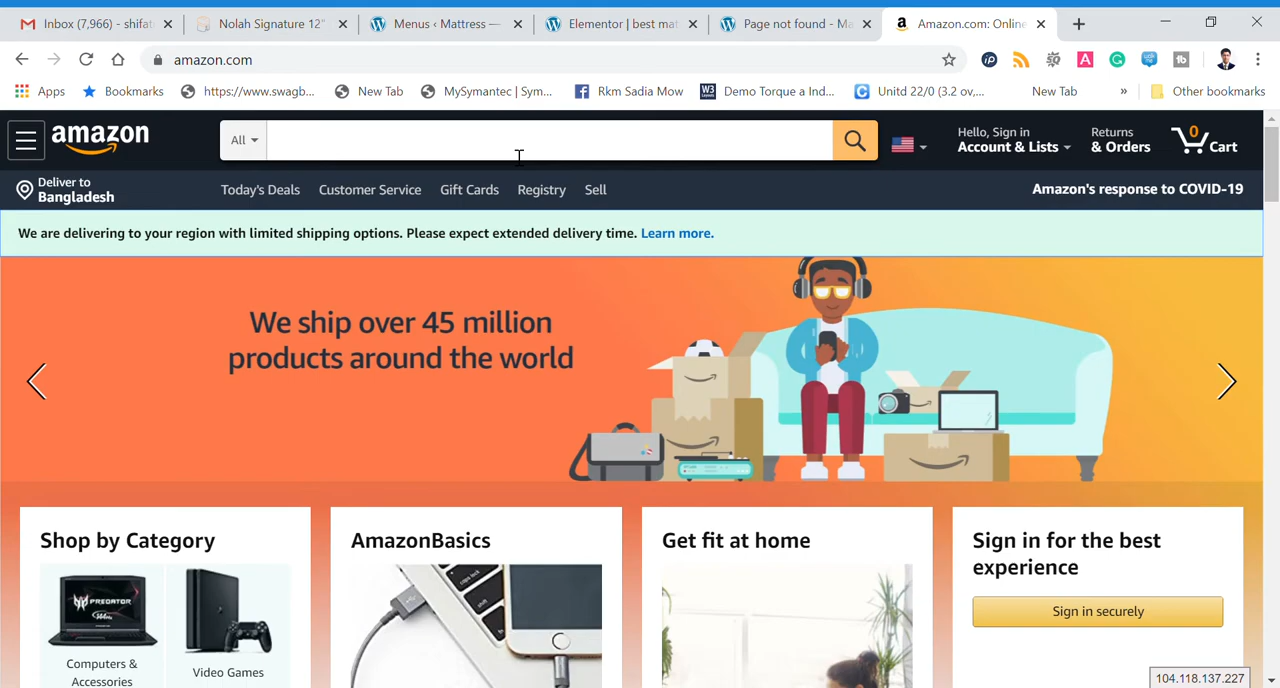 Inbox (7,966) - shifat
Nolah Signature 12"
Menus ‹ Mattress —
Elementor | best mat
Page not found - Ma
Amazon.com: Online
amazon.com
Apps
Bookmarks
https://www.swagb...
New Tab
MySymantec | Sym...
Rkm Sadia Mow
Demo Torque a Ind...
Unitd 22/0 (3.2 ov,...
New Tab
»
Other bookmarks
amazon
All
Hello, Sign in
Account & Lists
Returns
& Orders
0
Cart
Deliver to
Bangladesh
Today's Deals
Customer Service
Gift Cards
Registry
Sell
Amazon's response to COVID-19
We are delivering to your region with limited shipping options. Please expect extended delivery time. Learn more.
We ship over 45 million
products around the world
Shop by Category
AmazonBasics
Get fit at home
Sign in for the best
experience
PREDATOR
Sign in securely
Computers &
Accessories
Video Games
104.118.137.227